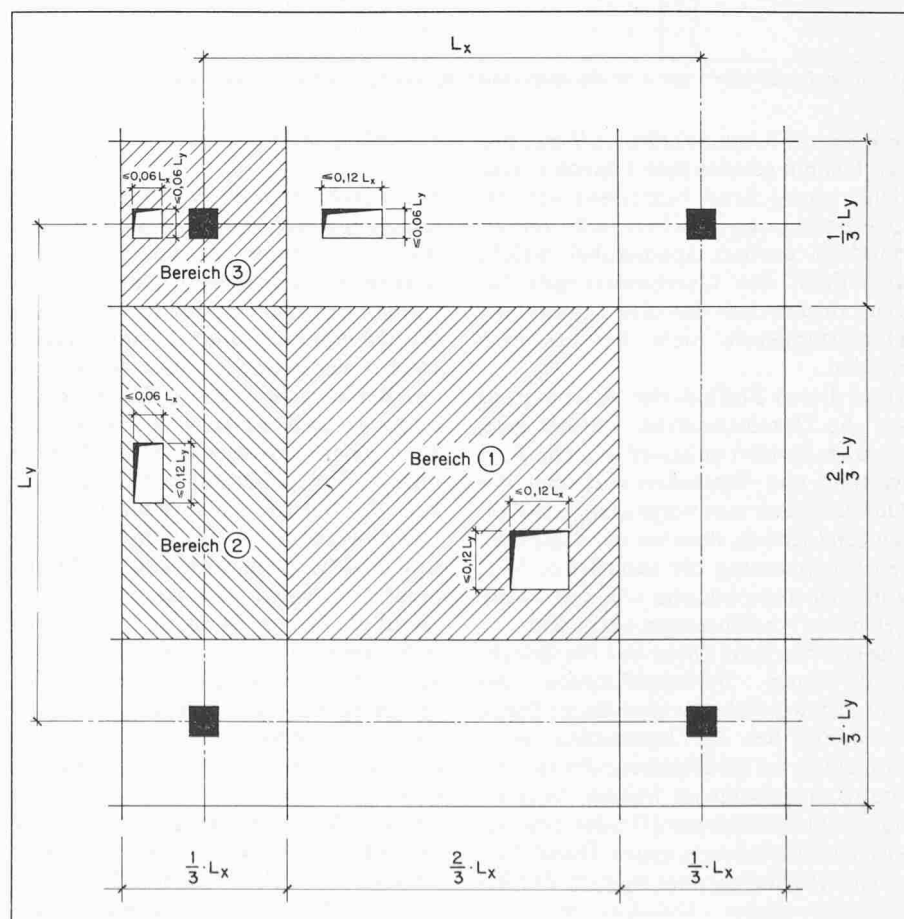 Lx
≤0,06 Lx
≤0,06 Ly
≤0,12 Lx
≤0,06 Ly
1/3 · Ly
Bereich ③
≤0,06 Lx
≤0,12 Ly
Bereich ②
Bereich ①
≤0,12 Lx
≤0,12 Ly
Ly
2/3 · Ly
1/3 · Ly
1/3 · Lx
2/3 · Lx
1/3 · Lx